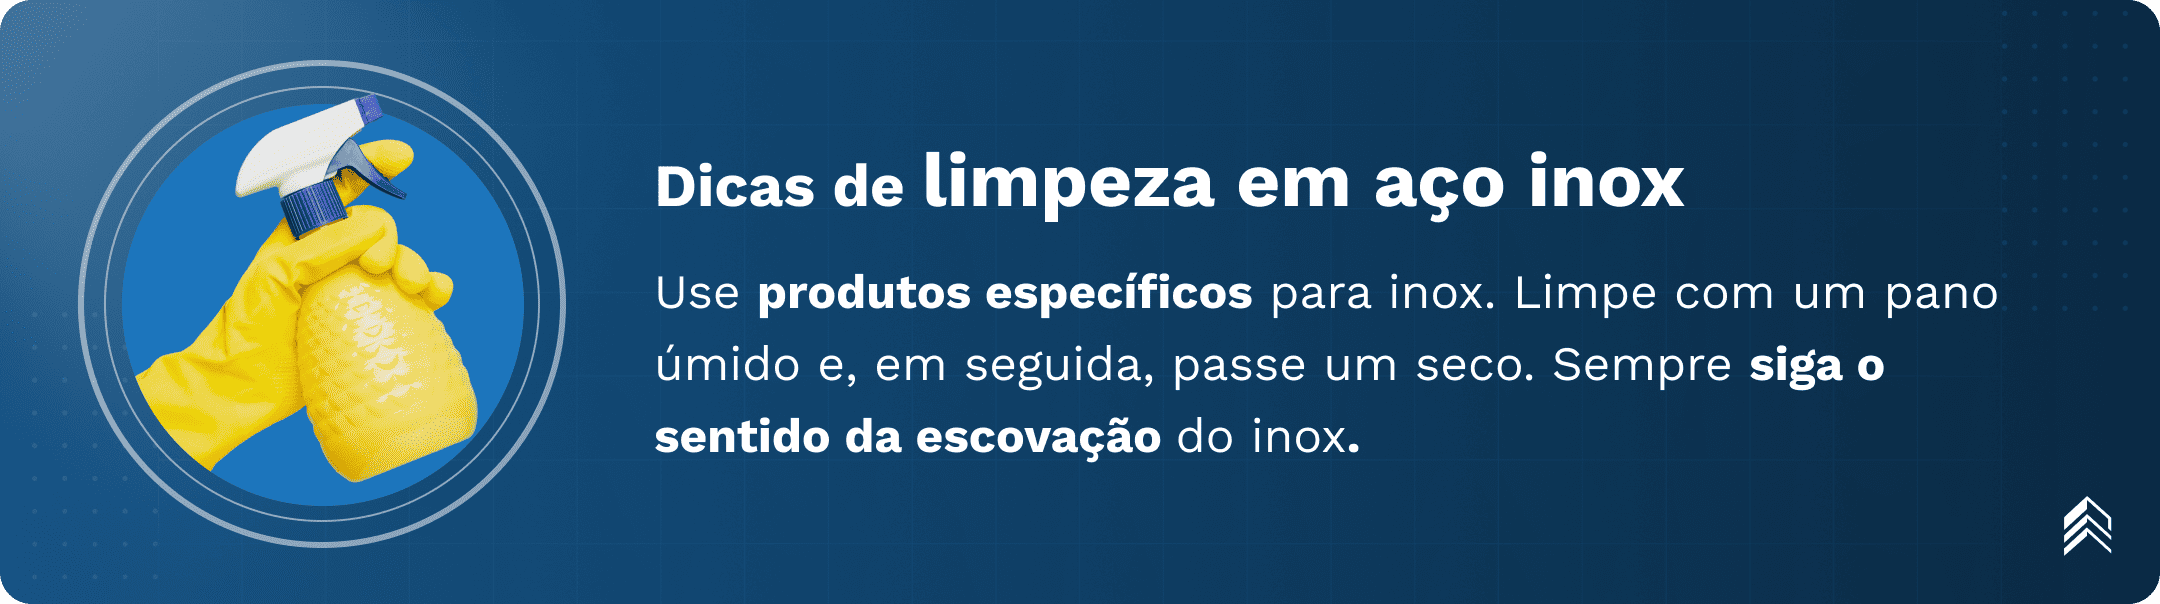 Dicas de limpeza em aço inox
Use produtos específicos para inox. Limpe com um pano
úmido e, em seguida, passe um seco. Sempre siga o
sentido da escovação do inox.